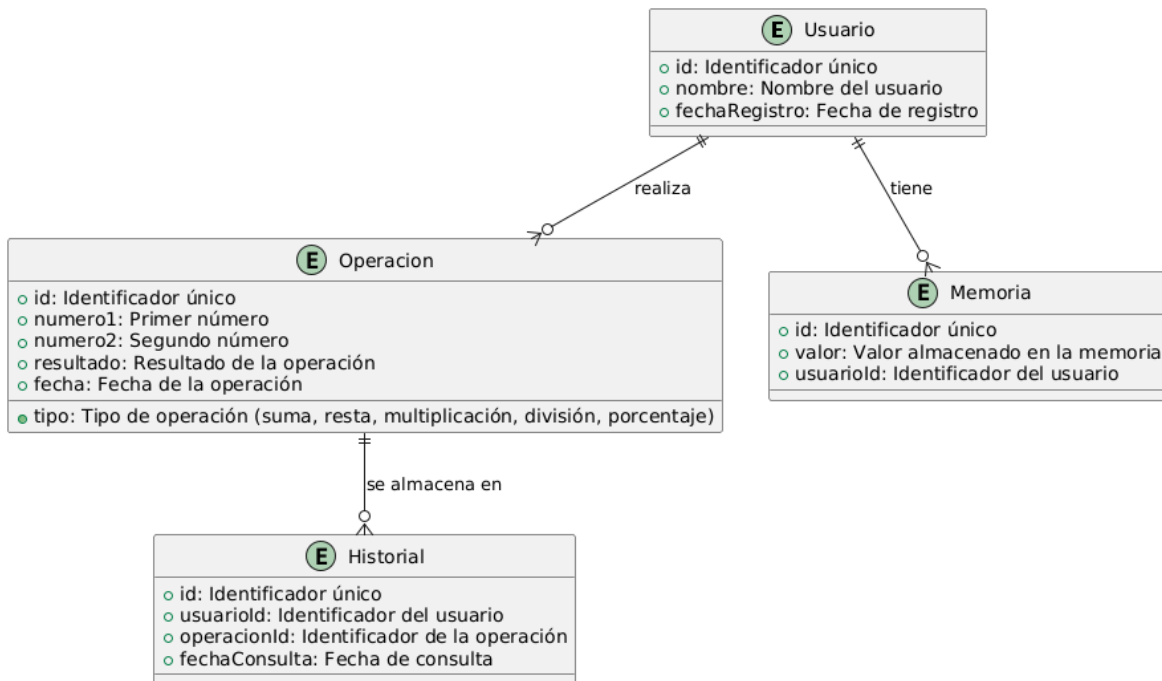 E Usuario
id: Identificador único
nombre: Nombre del usuario
fechaRegistro: Fecha de registro
realiza
tiene
E Operacion
id: Identificador único
numero1: Primer número
numero2: Segundo número
resultado: Resultado de la operación
fecha: Fecha de la operación
tipo: Tipo de operación (suma, resta, multiplicación, división, porcentaje)
E Memoria
id: Identificador único
valor: Valor almacenado en la memoria
usuarioId: Identificador del usuario
se almacena en
E Historial
id: Identificador único
usuarioId: Identificador del usuario
operacionId: Identificador de la operación
fechaConsulta: Fecha de consulta